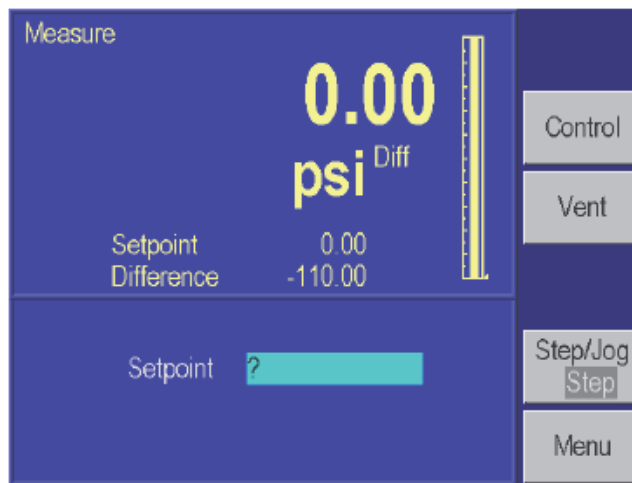 Measure
0.00
psi Diff
Setpoint 0.00
Difference -110.00
Setpoint ?
Control
Vent
Step/Jog
Step
Menu